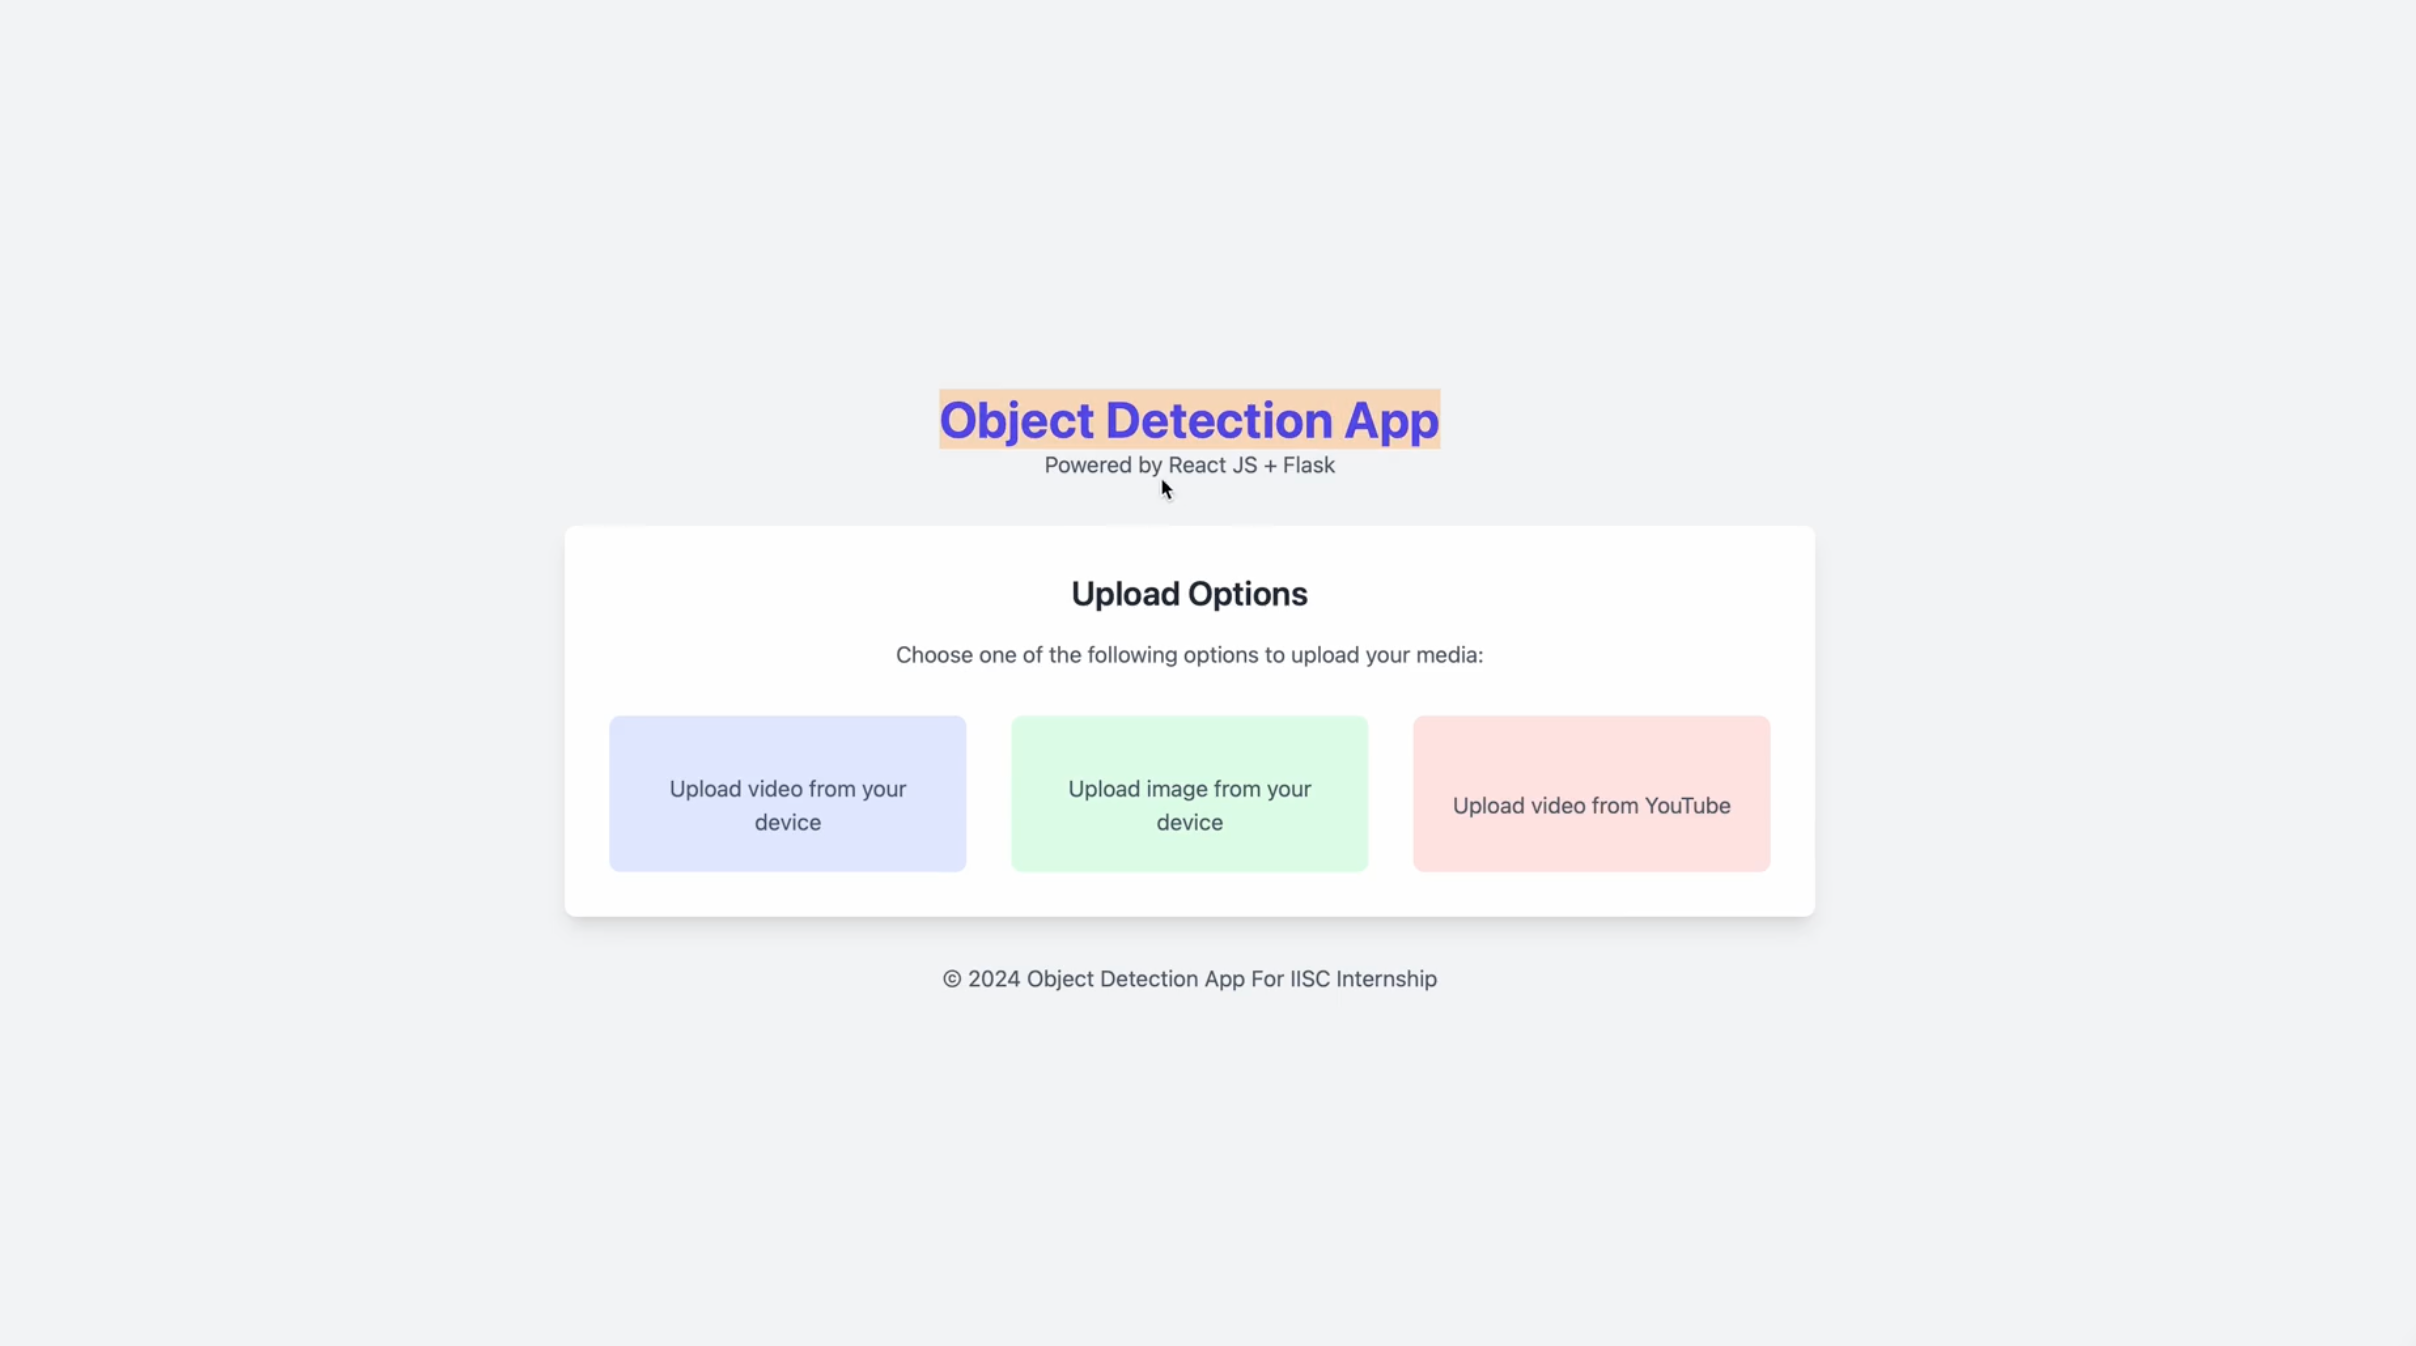 Object Detection App
Powered by React JS + Flask
Upload Options
Choose one of the following options to upload your media:
Upload video from your
device
Upload image from your
device
Upload video from YouTube
© 2024 Object Detection App For IISC Internship